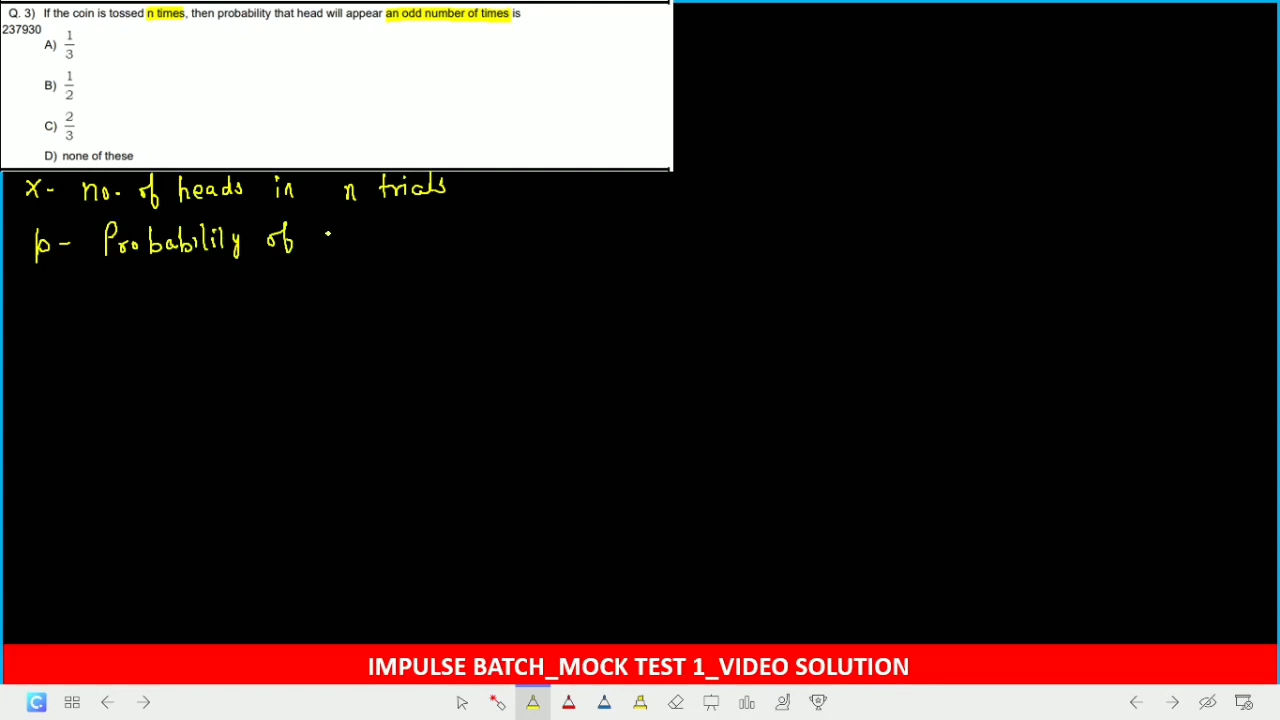 Q. 3) If the coin is tossed n times, then probability that head will appear an odd number of times is
237930
A) 1/3
B) 1/2
C) 2/3
D) none of these
x - no. of heads in n trials
p - Probability of
IMPULSE BATCH_MOCK TEST 1_VIDEO SOLUTION